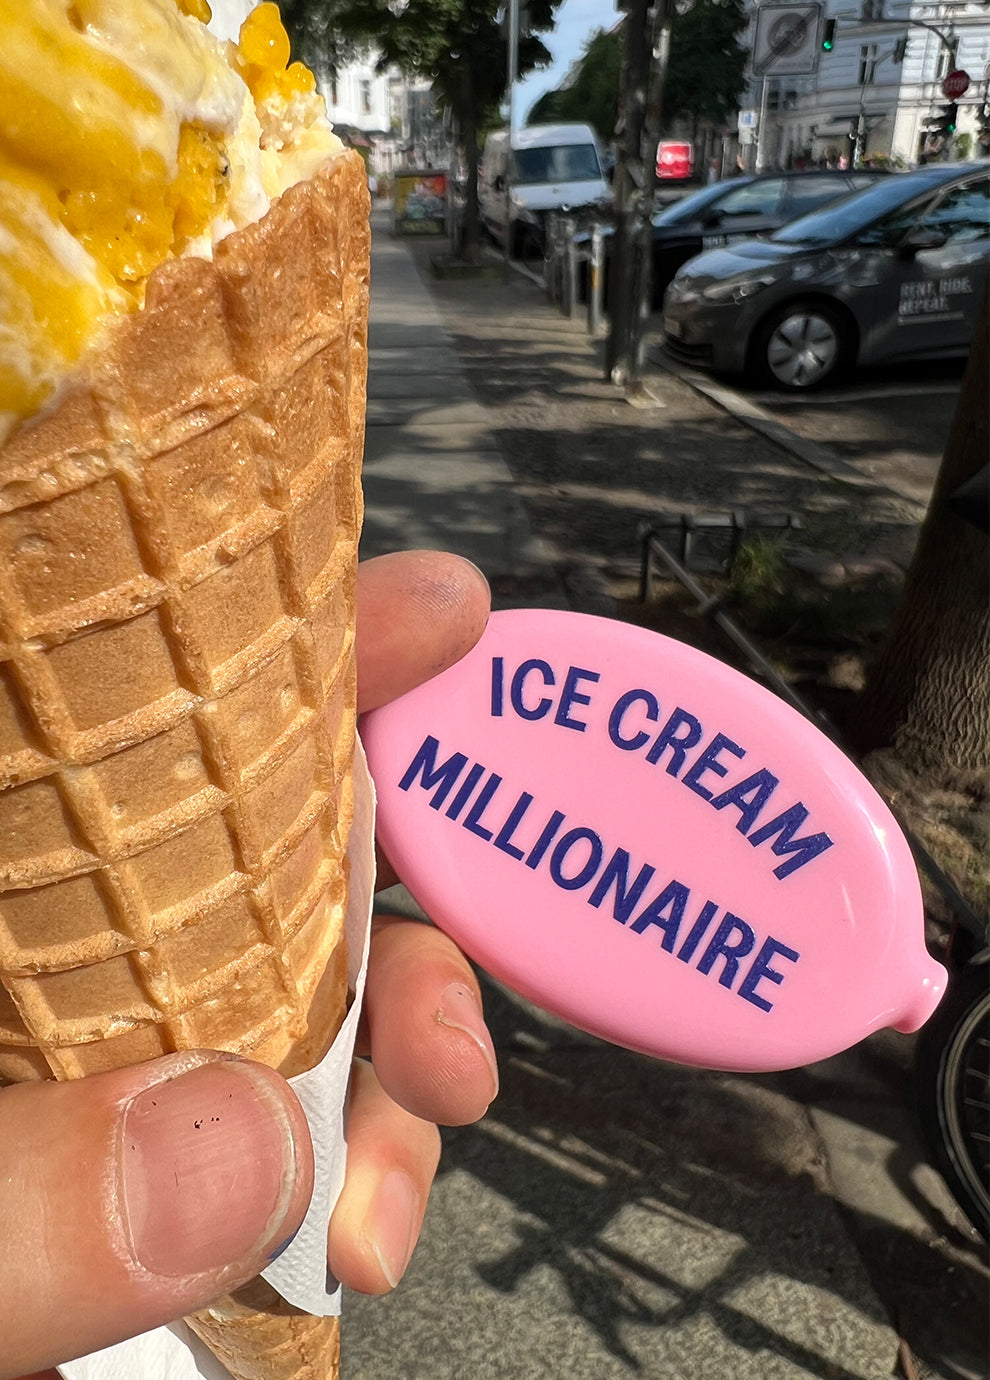 ICE CREAM
MILLIONAIRE
RENT. RIDE.
REPEAT.